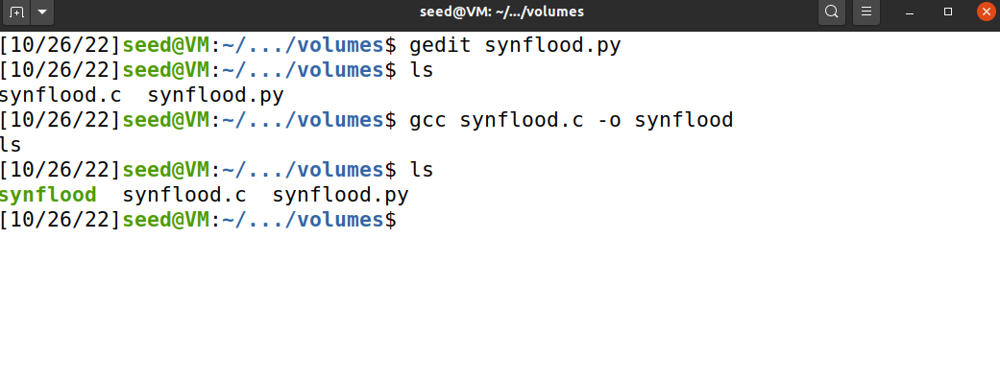 seed@VM: ~/.../volumes
[10/26/22]seed@VM:~/.../volumes$ gedit synflood.py
[10/26/22]seed@VM:~/.../volumes$ ls
synflood.c  synflood.py
[10/26/22]seed@VM:~/.../volumes$ gcc synflood.c -o synflood
ls
[10/26/22]seed@VM:~/.../volumes$ ls
synflood  synflood.c  synflood.py
[10/26/22]seed@VM:~/.../volumes$